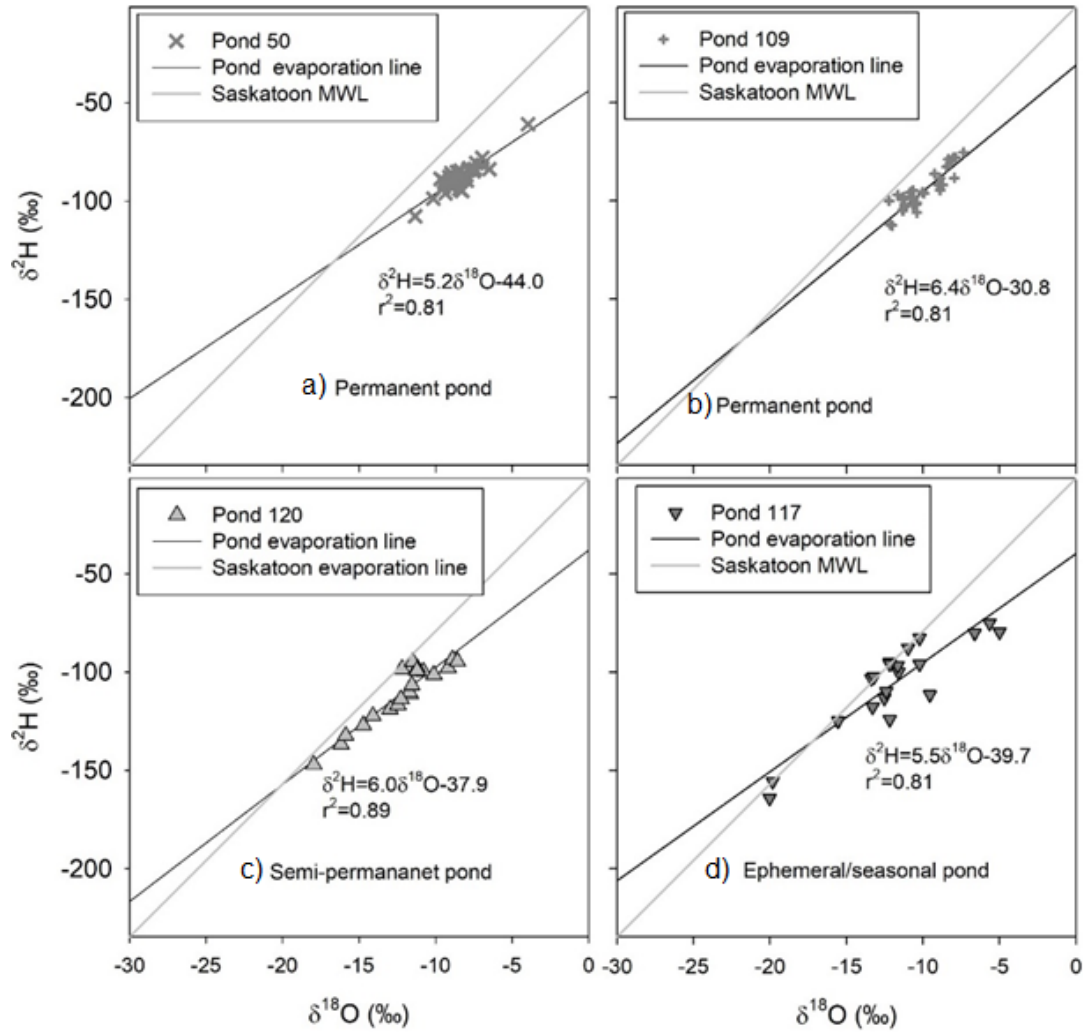 Pond 50
Pond  evaporation line
Saskatoon MWL
-50
-100
-150
-200
δ²H (‰)
δ²H=5.2δ¹⁸O-44.0
r²=0.81
a) Permanent pond
Pond 109
Pond evaporation line
Saskatoon MWL
δ²H=6.4δ¹⁸O-30.8
r²=0.81
b) Permanent pond
Pond 120
Pond evaporation line
Saskatoon evaporation line
-50
-100
-150
-200
δ²H (‰)
δ²H=6.0δ¹⁸O-37.9
r²=0.89
c) Semi-permananet pond
-30 -25 -20 -15 -10 -5 0
δ¹⁸O (‰)
Pond 117
Pond evaporation line
Saskatoon MWL
δ²H=5.5δ¹⁸O-39.7
r²=0.81
d) Ephemeral/seasonal pond
-30 -25 -20 -15 -10 -5 0
δ¹⁸O (‰)